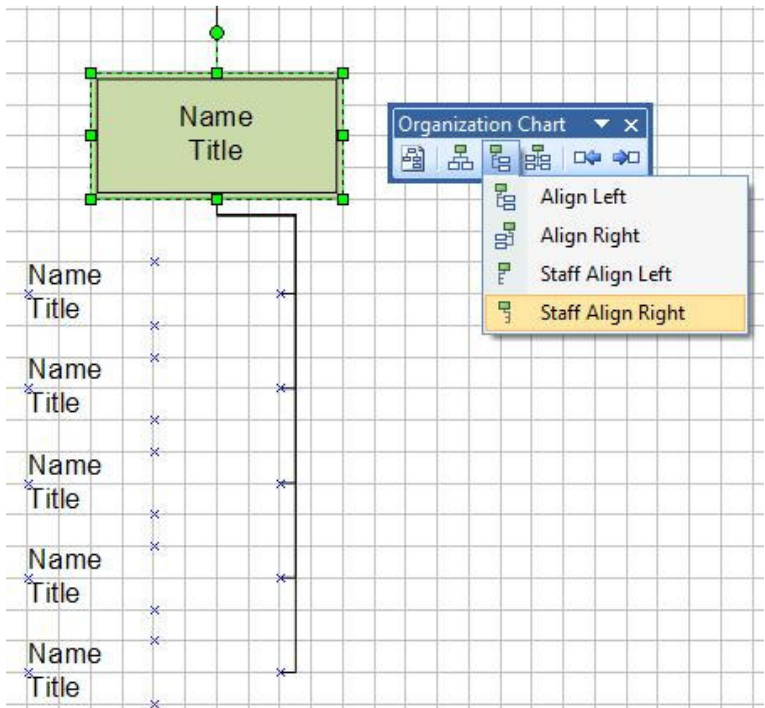 Name
Title
Organization Chart
Align Left
Align Right
Staff Align Left
Staff Align Right
Name
Title
Name
Title
Name
Title
Name
Title
Name
Title